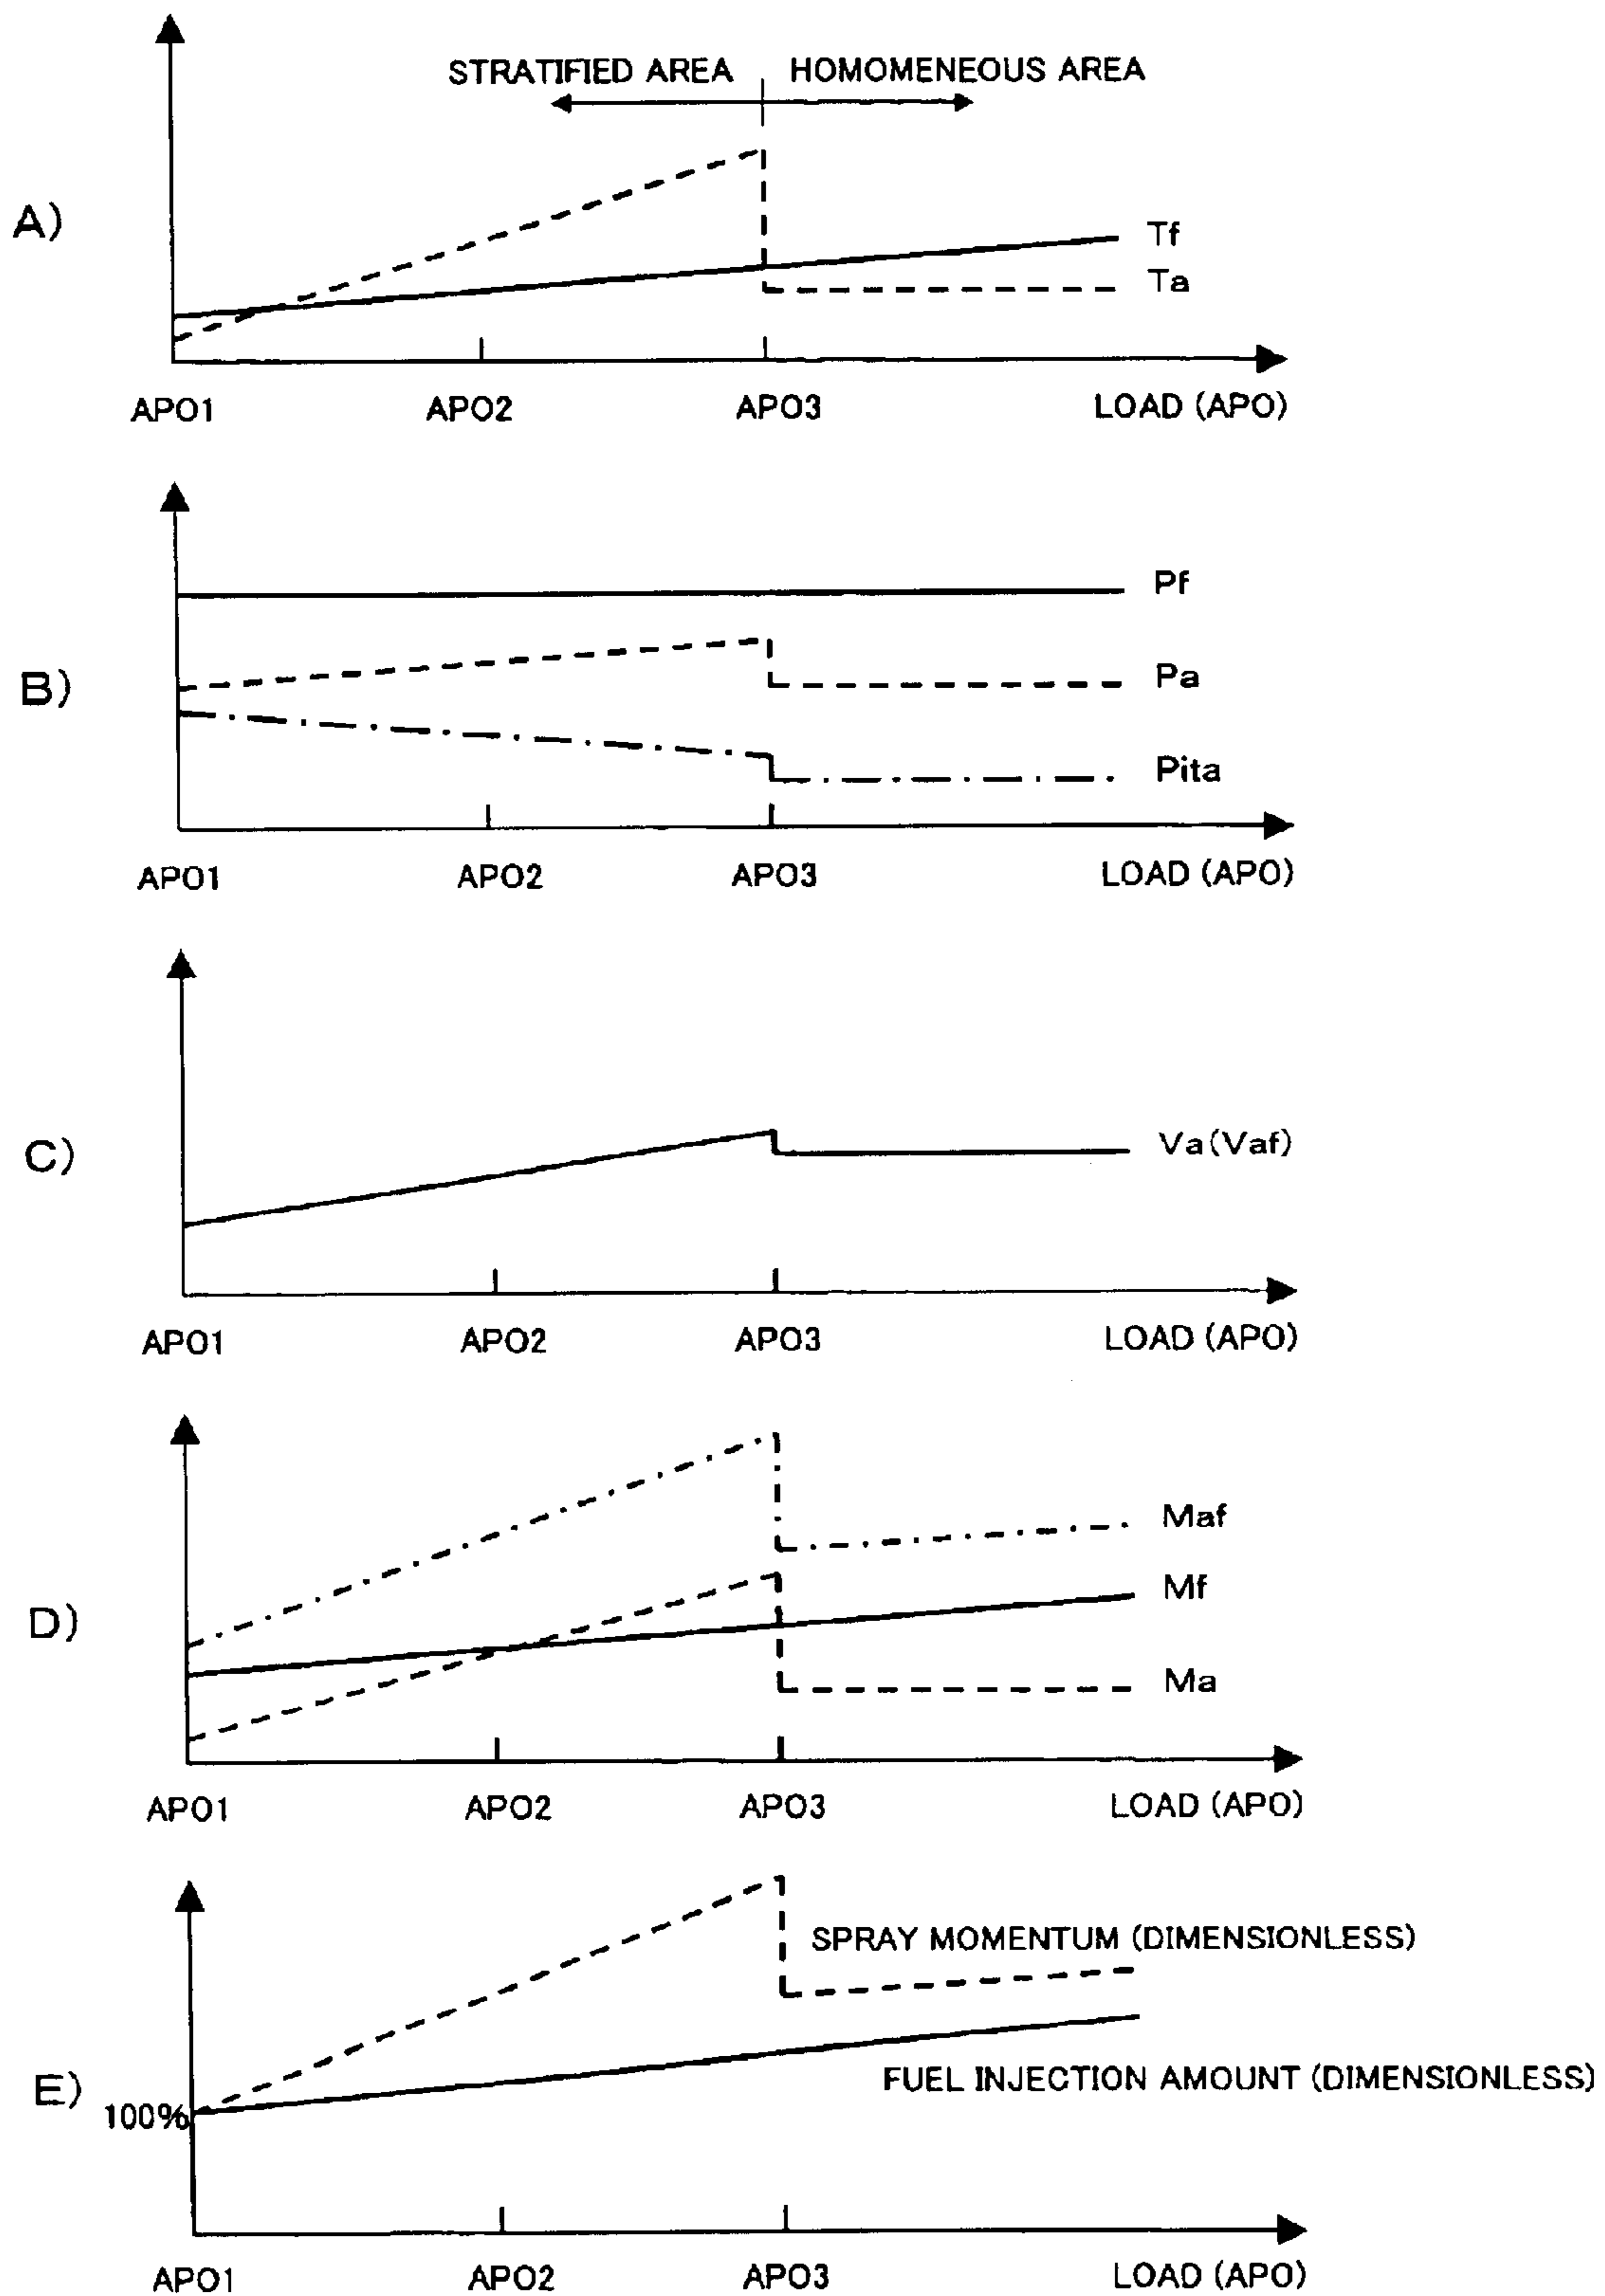 STRATIFIED AREA HOMOMENEOUS AREA
A)
Tf
Ta
APO1 APO2 APO3 LOAD (APO)
B)
Pf
Pa
Pita
APO1 APO2 APO3 LOAD (APO)
C)
Va(Vaf)
APO1 APO2 APO3 LOAD (APO)
D)
Maf
Mf
Ma
APO1 APO2 APO3 LOAD (APO)
E)
SPRAY MOMENTUM (DIMENSIONLESS)
FUEL INJECTION AMOUNT (DIMENSIONLESS)
100%
APO1 APO2 APO3 LOAD (APO)